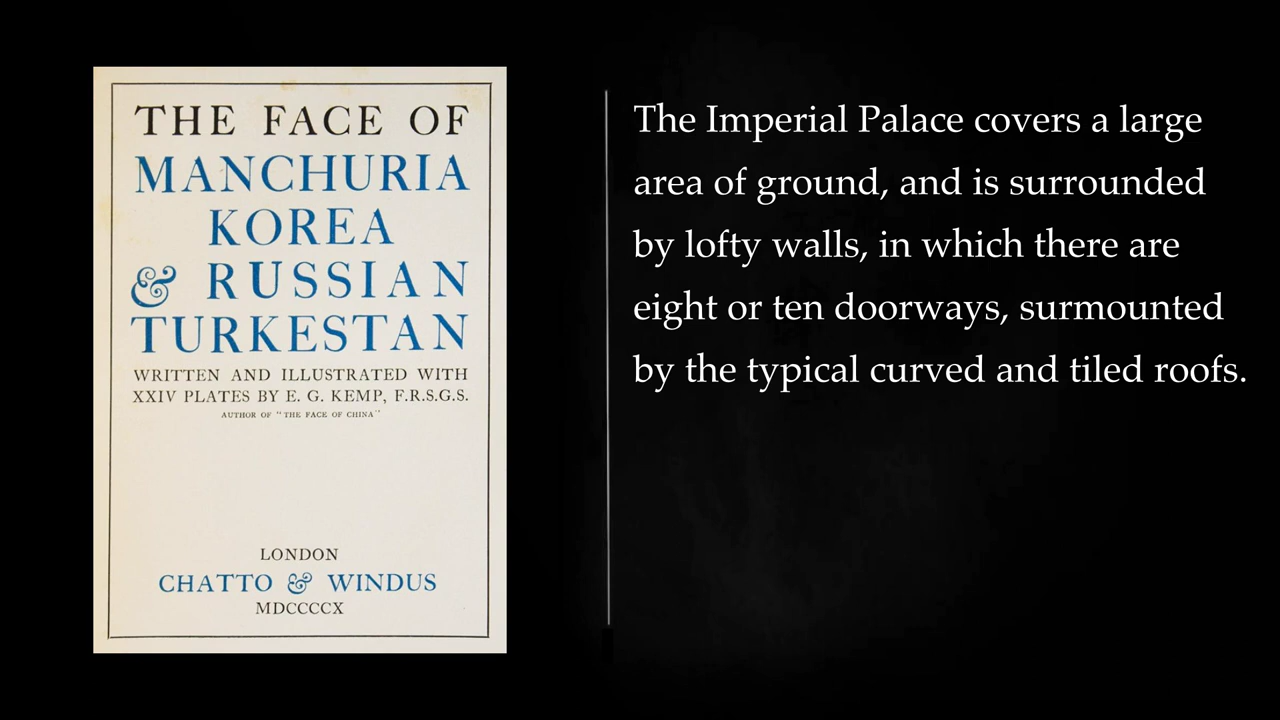 THE FACE OF
MANCHURIA
KOREA
& RUSSIAN
TURKESTAN
WRITTEN AND ILLUSTRATED WITH
XXIV PLATES BY E. G. KEMP, F.R.S.G.S.
AUTHOR OF "THE FACE OF CHINA"
LONDON
CHATTO & WINDUS
MDCCCCX
The Imperial Palace covers a large
area of ground, and is surrounded
by lofty walls, in which there are
eight or ten doorways, surmounted
by the typical curved and tiled roofs.